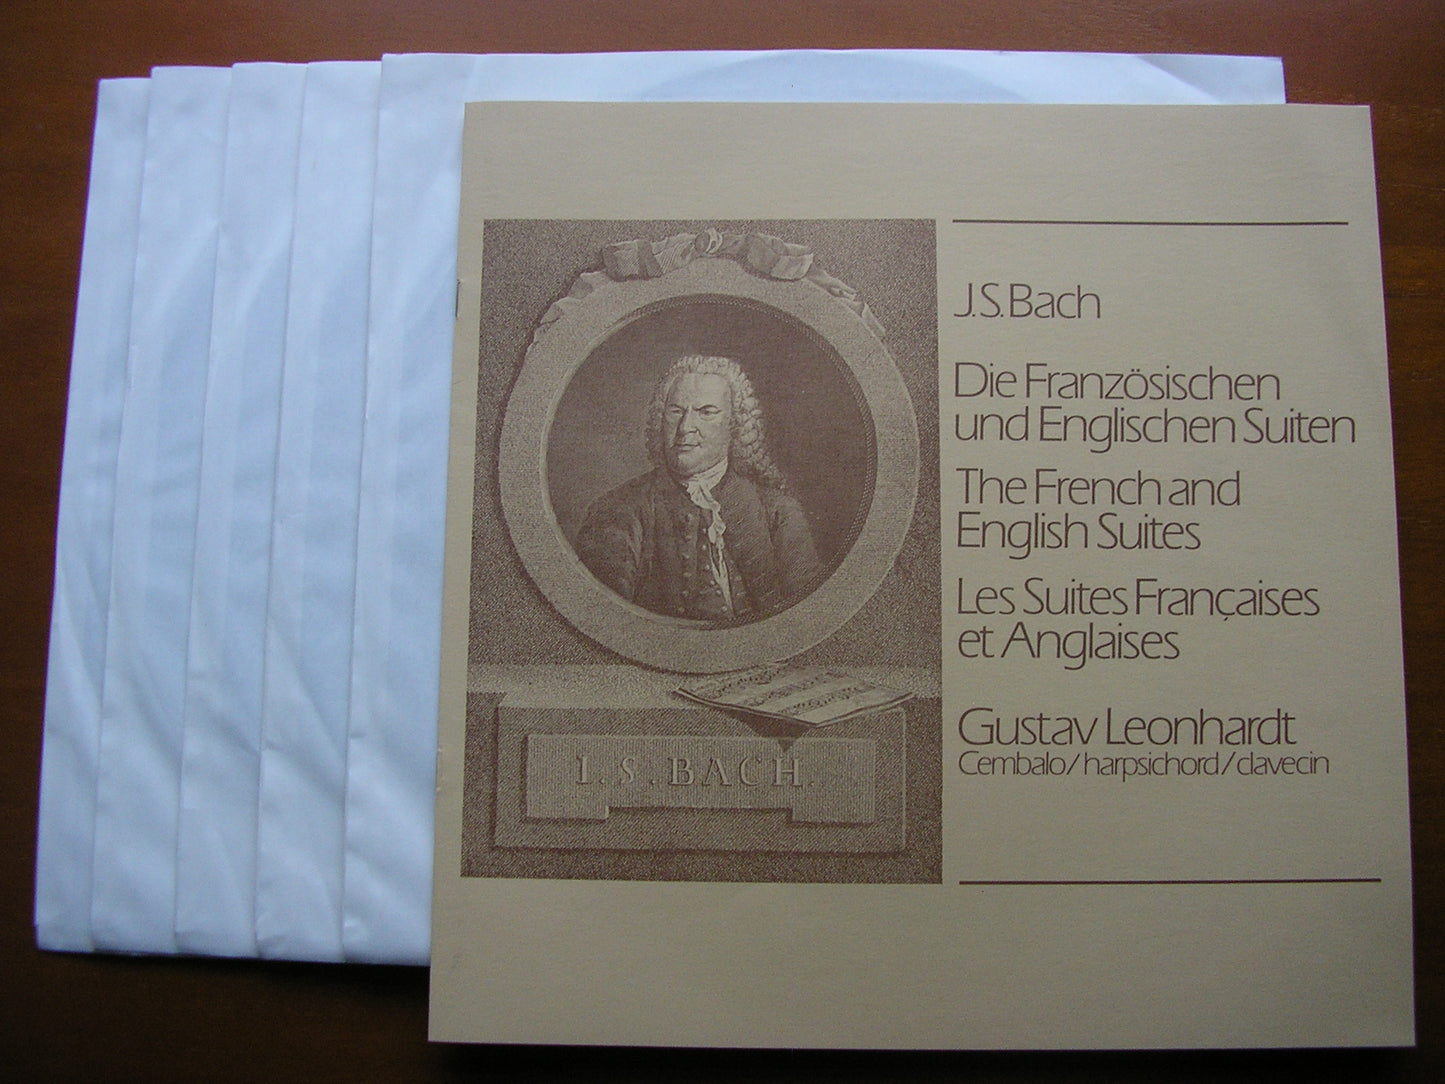 J.S.Bach
Die Französischen
und Englischen Suiten
The French and
English Suites
Les Suites Françaises
et Anglaises
Gustav Leonhardt
Cembalo/harpsichord/clavecin
I.S.BACH.